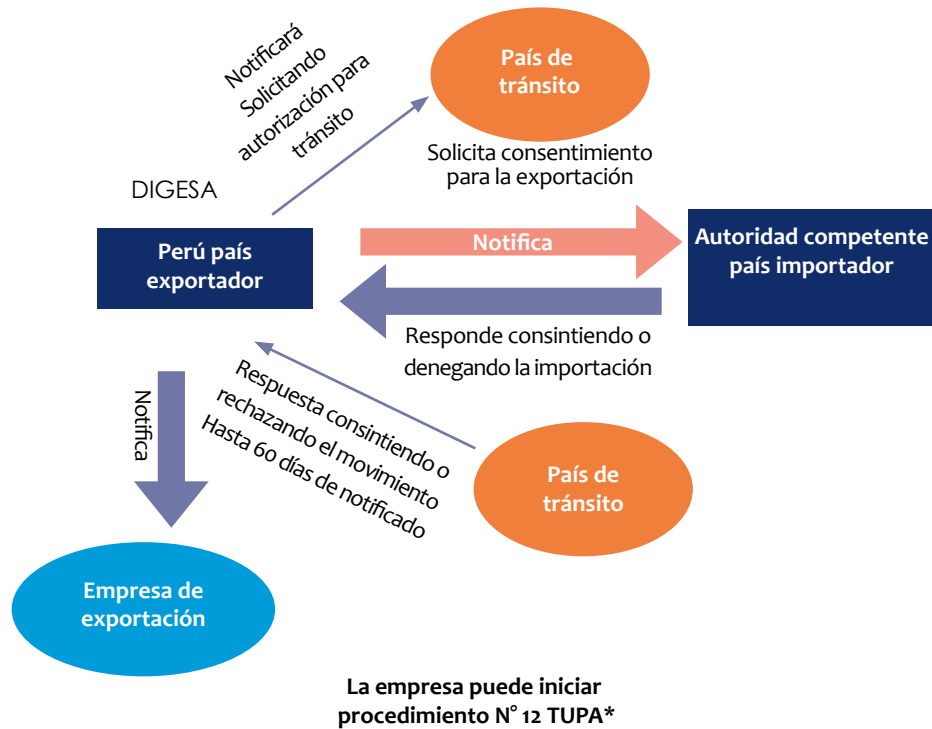 Notificará
Solicitando
autorización para
tránsito
País de
tránsito
Solicita consentimiento
para la exportación
DIGESA
Perú país
exportador
Notifica
Autoridad competente
país importador
Responde consintiendo o
denegando la importación
Notifica
Respuesta consintiendo o
rechazando el movimiento
Hasta 60 días de notificado
País de
tránsito
Empresa de
exportación
La empresa puede iniciar
procedimiento N° 12 TUPA*